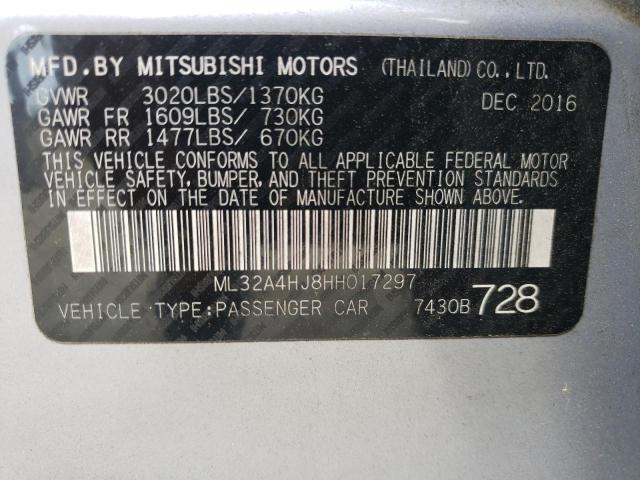 MFD.BY MITSUBISHI MOTORS (THAILAND)CO.,LTD.
GVWR 3020LBS/1370KG DEC 2016
GAWR FR 1609LBS/ 730KG
GAWR RR 1477LBS/ 670KG
THIS VEHICLE CONFORMS TO ALL APPLICABLE FEDERAL MOTOR
VEHICLE SAFETY, BUMPER, AND THEFT PREVENTION STANDARDS
IN EFFECT ON THE DATE OF MANUFACTURE SHOWN ABOVE.
ML32A4HJ8HH017297
VEHICLE TYPE:PASSENGER CAR 7430B 728